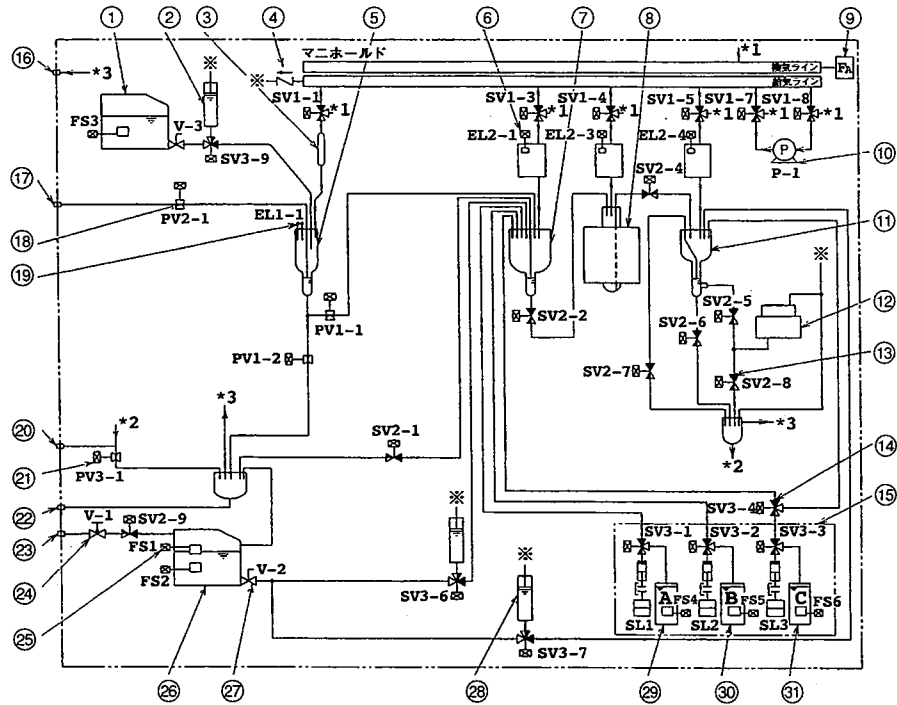 ① ② ③ ④ ⑤ ⑥ ⑦ ⑧ ⑨
⑯ *3 ※ ※ マニホールド *1
換気ライン FA
給気ライン
SV1-1 *1 SV1-3 *1 SV1-4 *1 SV1-5 *1 SV1-7 *1 SV1-8 *1
FS3 V-3 SV3-9
EL2-1 EL2-3 EL2-4 P ⑩
P-1
SV2-4
⑰ PV2-1 EL1-1
⑱ ⑪
⑲ ※
PV1-1 SV2-2 SV2-6 SV2-5 ⑫
PV1-2 SV2-7 SV2-8 ⑬
*3 *3
⑳ *2 SV2-1 *2
㉑ PV3-1 ⑭
㉒ V-1 SV2-9 ※ SV3-4 ⑮
㉓ FS1 V-2 ※ SV3-1 SV3-2 SV3-3
㉔ FS2 SV3-6 A FS4 B FS5 C FS6
㉕ SL1 SL2 SL3
SV3-7
㉖ ㉗ ㉘ ㉙ ㉚ ㉛